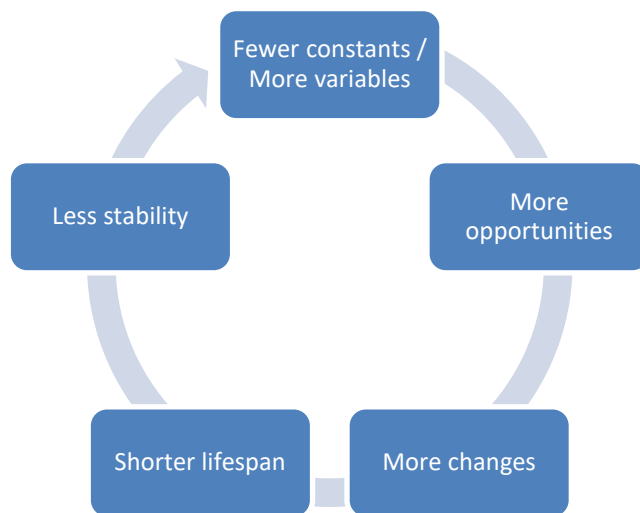 Fewer constants /
More variables
More
opportunities
More changes
Shorter lifespan
Less stability